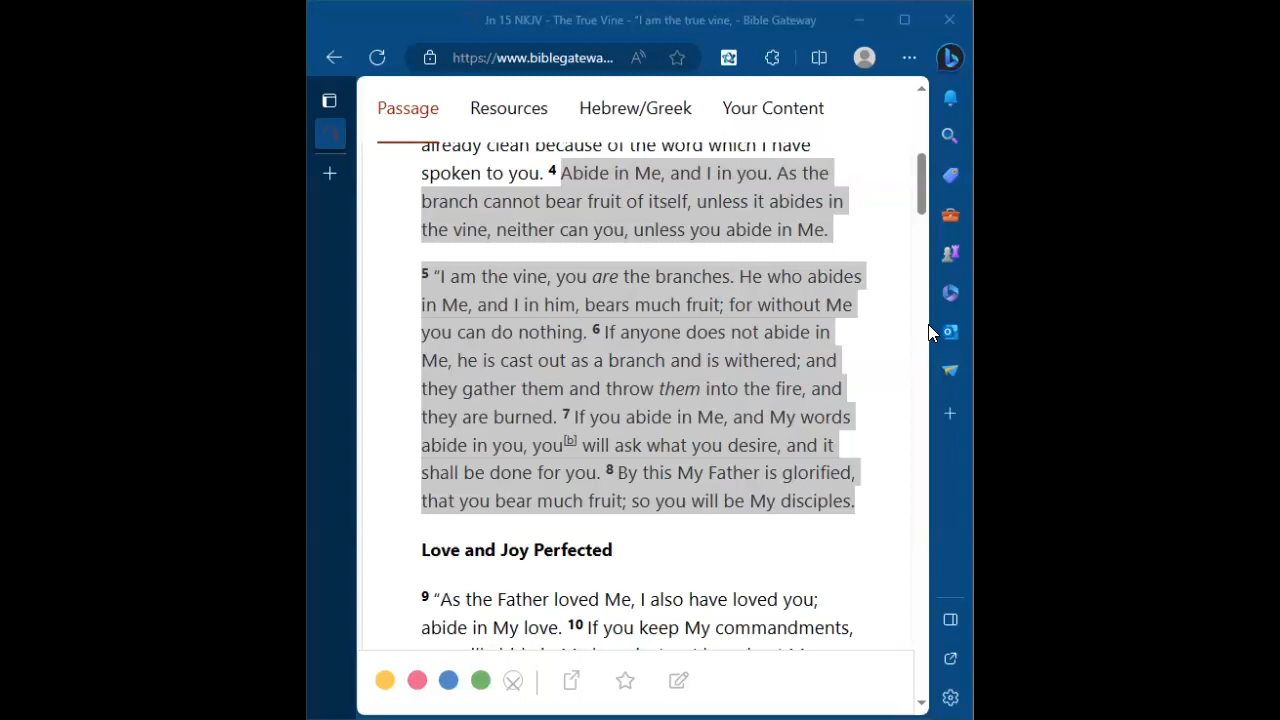 Jn 15 NKJV - The True Vine - “I am the true vine, - Bible Gateway
https://www.biblegatewa...
Passage Resources Hebrew/Greek Your Content
already clean because of the word which I have
spoken to you. 4 Abide in Me, and I in you. As the
branch cannot bear fruit of itself, unless it abides in
the vine, neither can you, unless you abide in Me.
5 “I am the vine, you are the branches. He who abides
in Me, and I in him, bears much fruit; for without Me
you can do nothing. 6 If anyone does not abide in
Me, he is cast out as a branch and is withered; and
they gather them and throw them into the fire, and
they are burned. 7 If you abide in Me, and My words
abide in you, you[b] will ask what you desire, and it
shall be done for you. 8 By this My Father is glorified,
that you bear much fruit; so you will be My disciples.
Love and Joy Perfected
9 “As the Father loved Me, I also have loved you;
abide in My love. 10 If you keep My commandments,